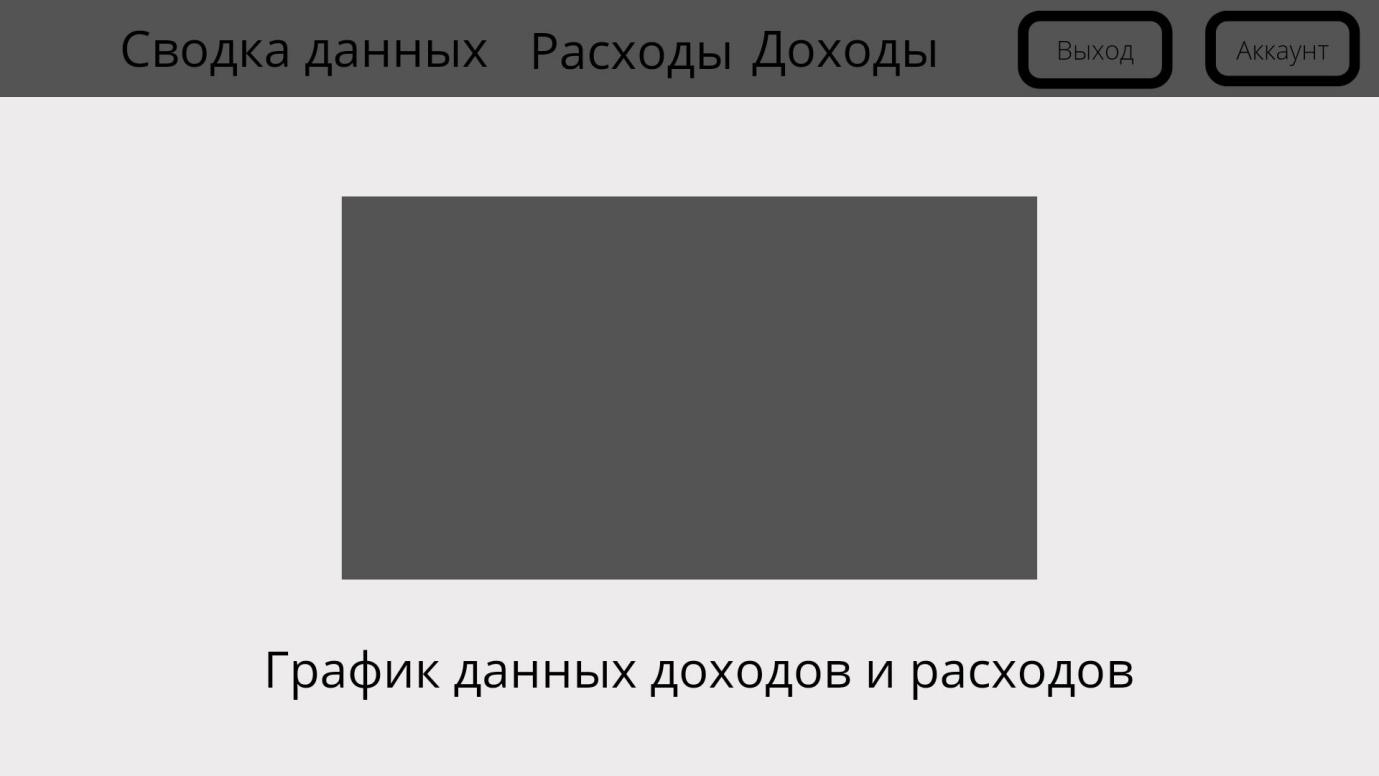 Сводка данных Расходы Доходы Выход Аккаунт
График данных доходов и расходов